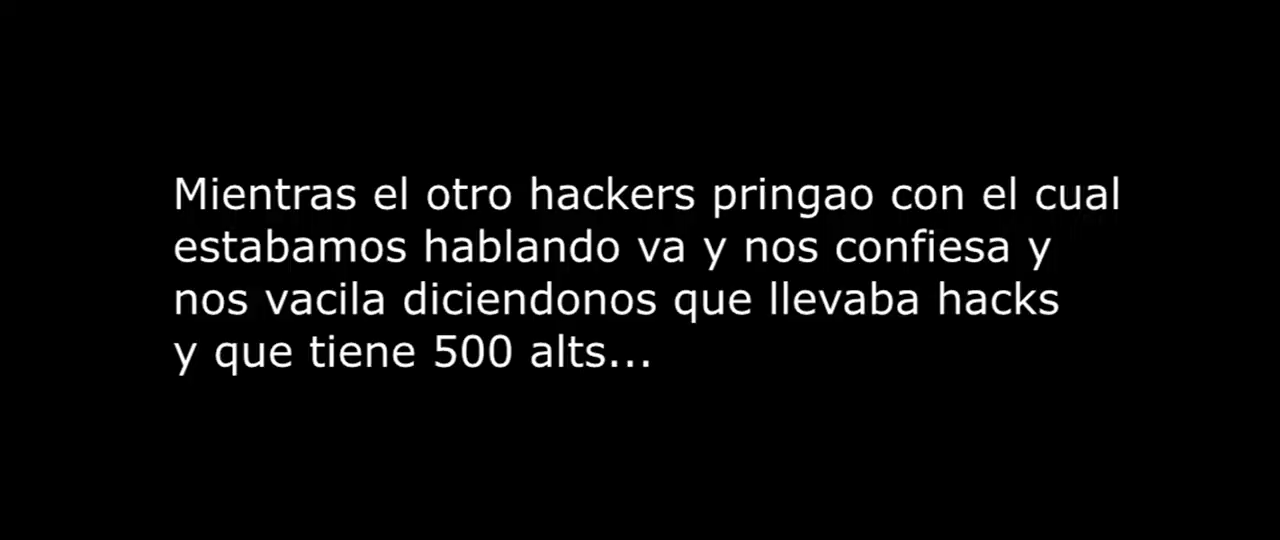 Mientras el otro hackers pringao con el cual
estabamos hablando va y nos confiesa y
nos vacila diciendonos que llevaba hacks
y que tiene 500 alts...